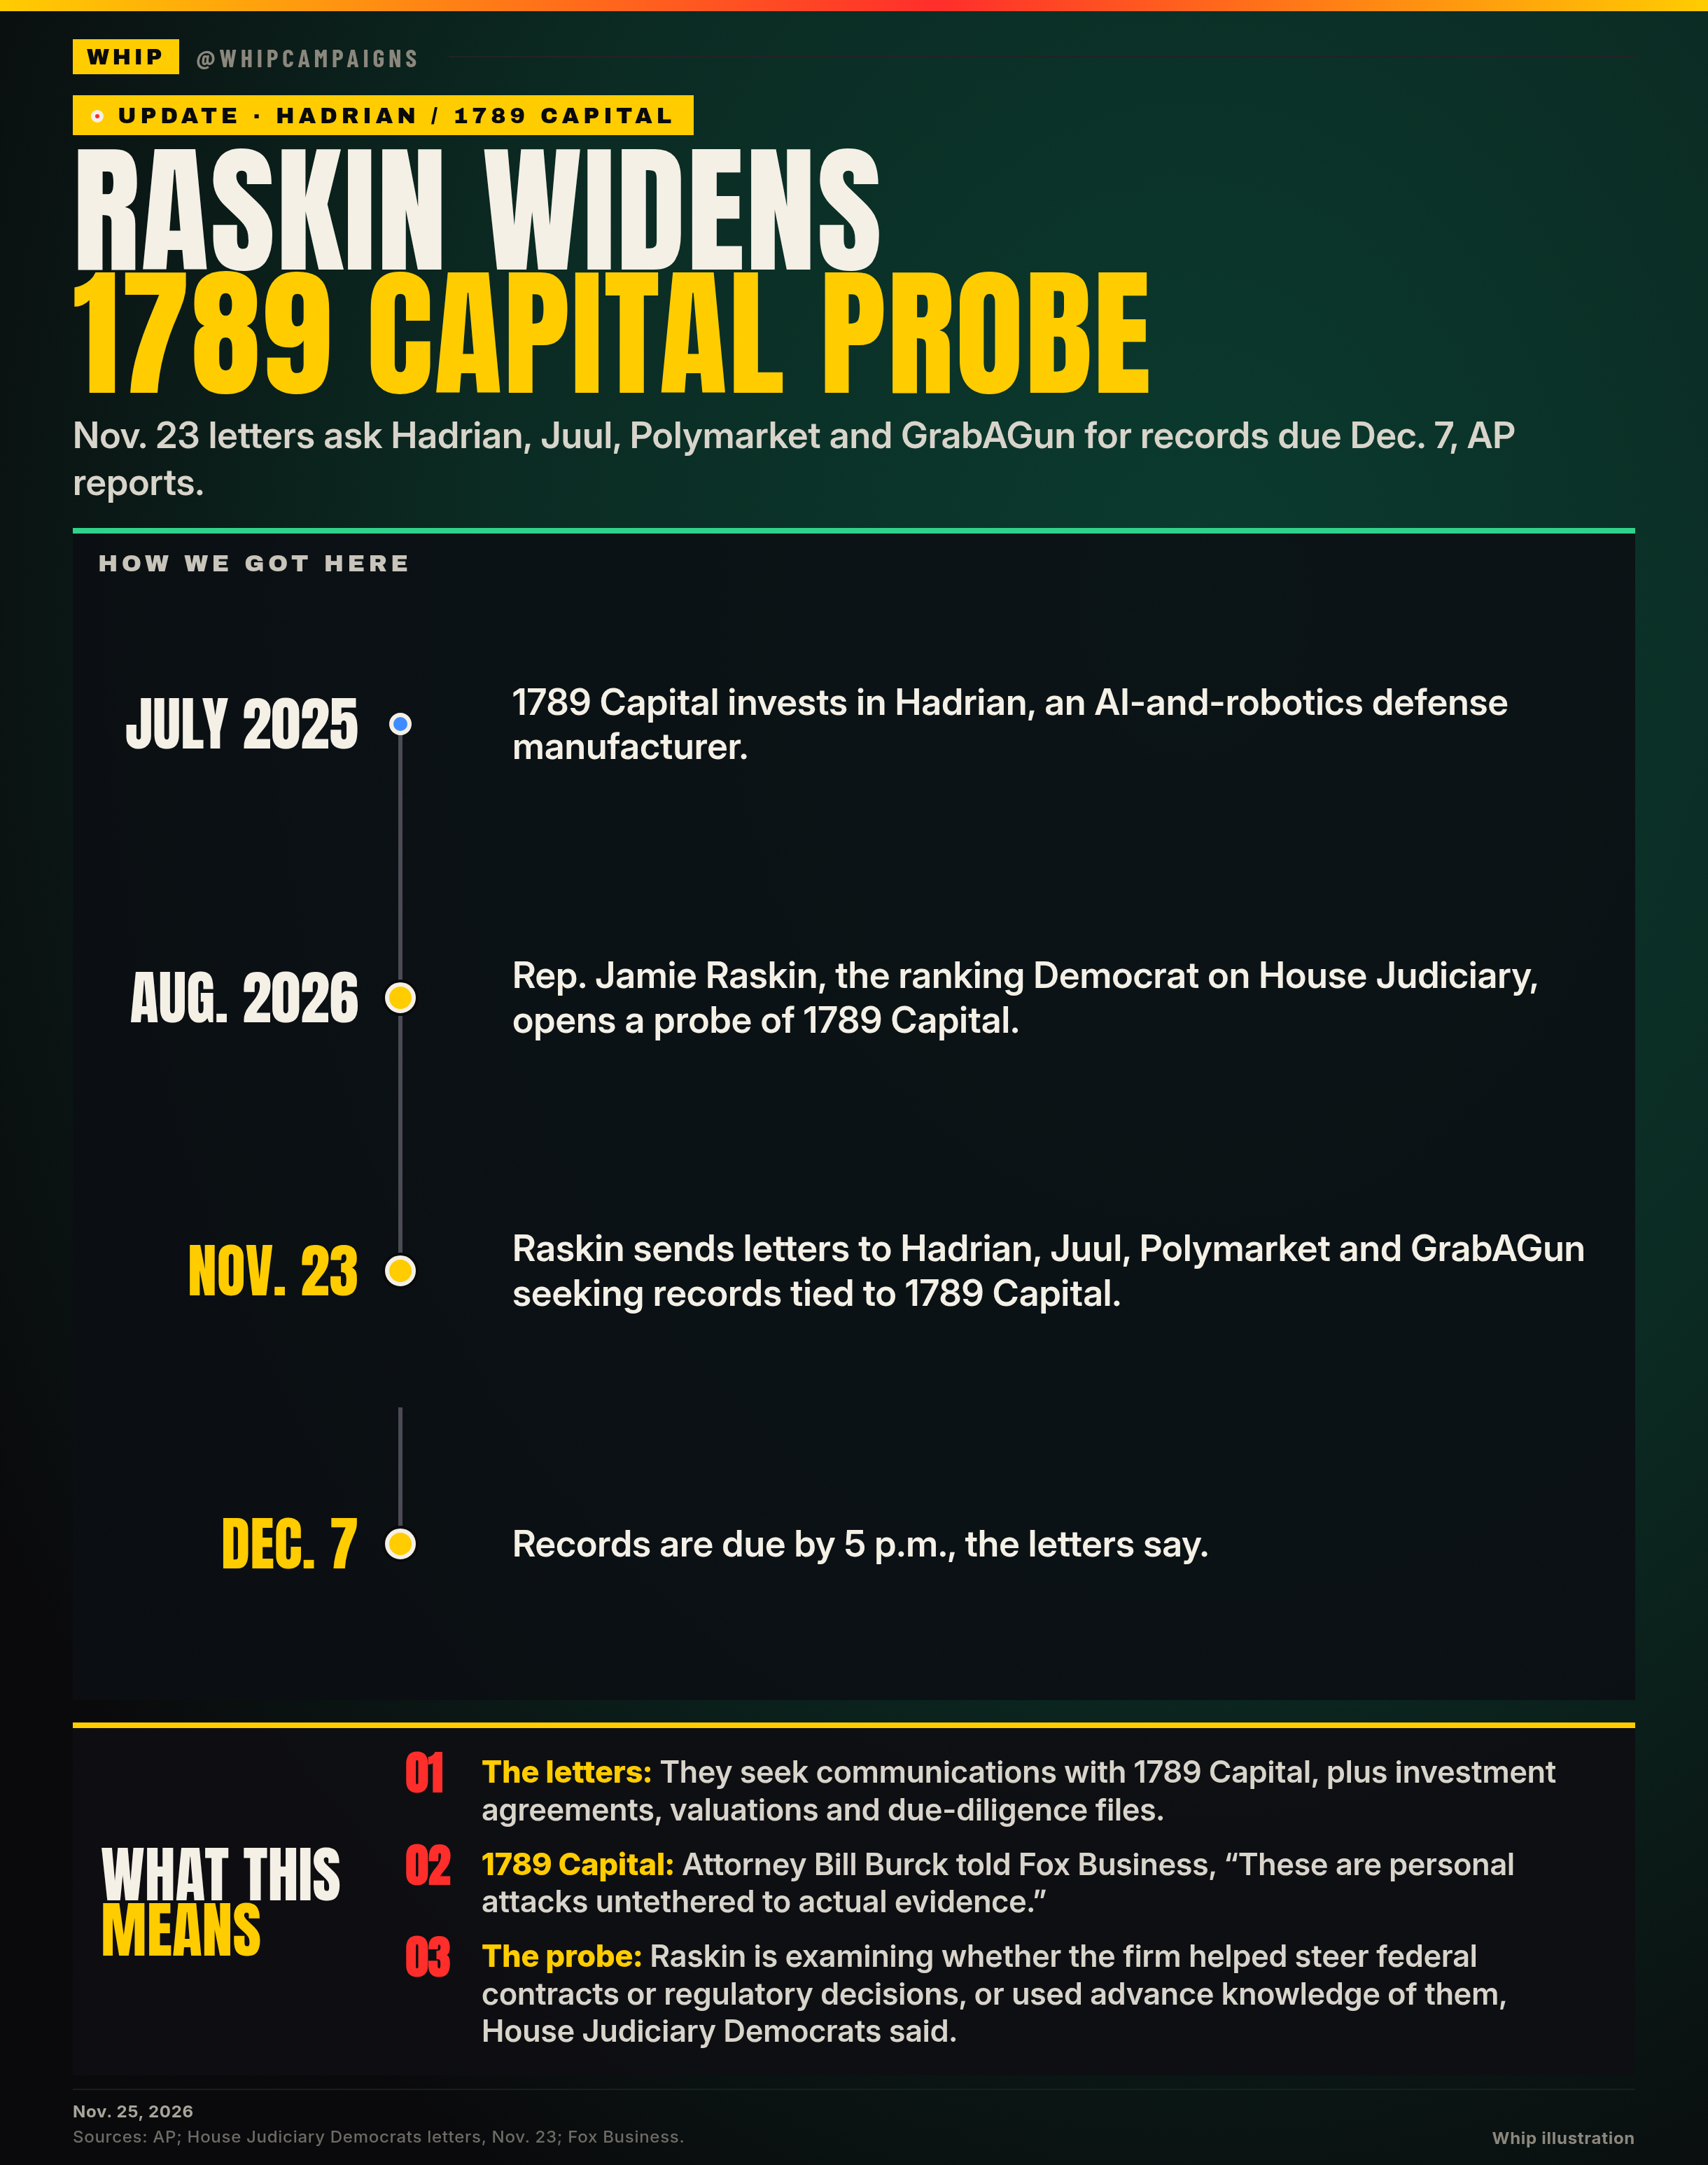 WHIP @WHIPCAMPAIGNS
UPDATE · HADRIAN / 1789 CAPITAL
RASKIN WIDENS
1789 CAPITAL PROBE
Nov. 23 letters ask Hadrian, Juul, Polymarket and GrabAGun for records due Dec. 7, AP
reports.
HOW WE GOT HERE
JULY 2025
1789 Capital invests in Hadrian, an AI-and-robotics defense
manufacturer.
AUG. 2026
Rep. Jamie Raskin, the ranking Democrat on House Judiciary,
opens a probe of 1789 Capital.
NOV. 23
Raskin sends letters to Hadrian, Juul, Polymarket and GrabAGun
seeking records tied to 1789 Capital.
DEC. 7
Records are due by 5 p.m., the letters say.
WHAT THIS
MEANS
01
The letters: They seek communications with 1789 Capital, plus investment
agreements, valuations and due-diligence files.
02
1789 Capital: Attorney Bill Burck told Fox Business, “These are personal
attacks untethered to actual evidence.”
03
The probe: Raskin is examining whether the firm helped steer federal
contracts or regulatory decisions, or used advance knowledge of them,
House Judiciary Democrats said.
Nov. 25, 2026
Sources: AP; House Judiciary Democrats letters, Nov. 23; Fox Business.
Whip illustration